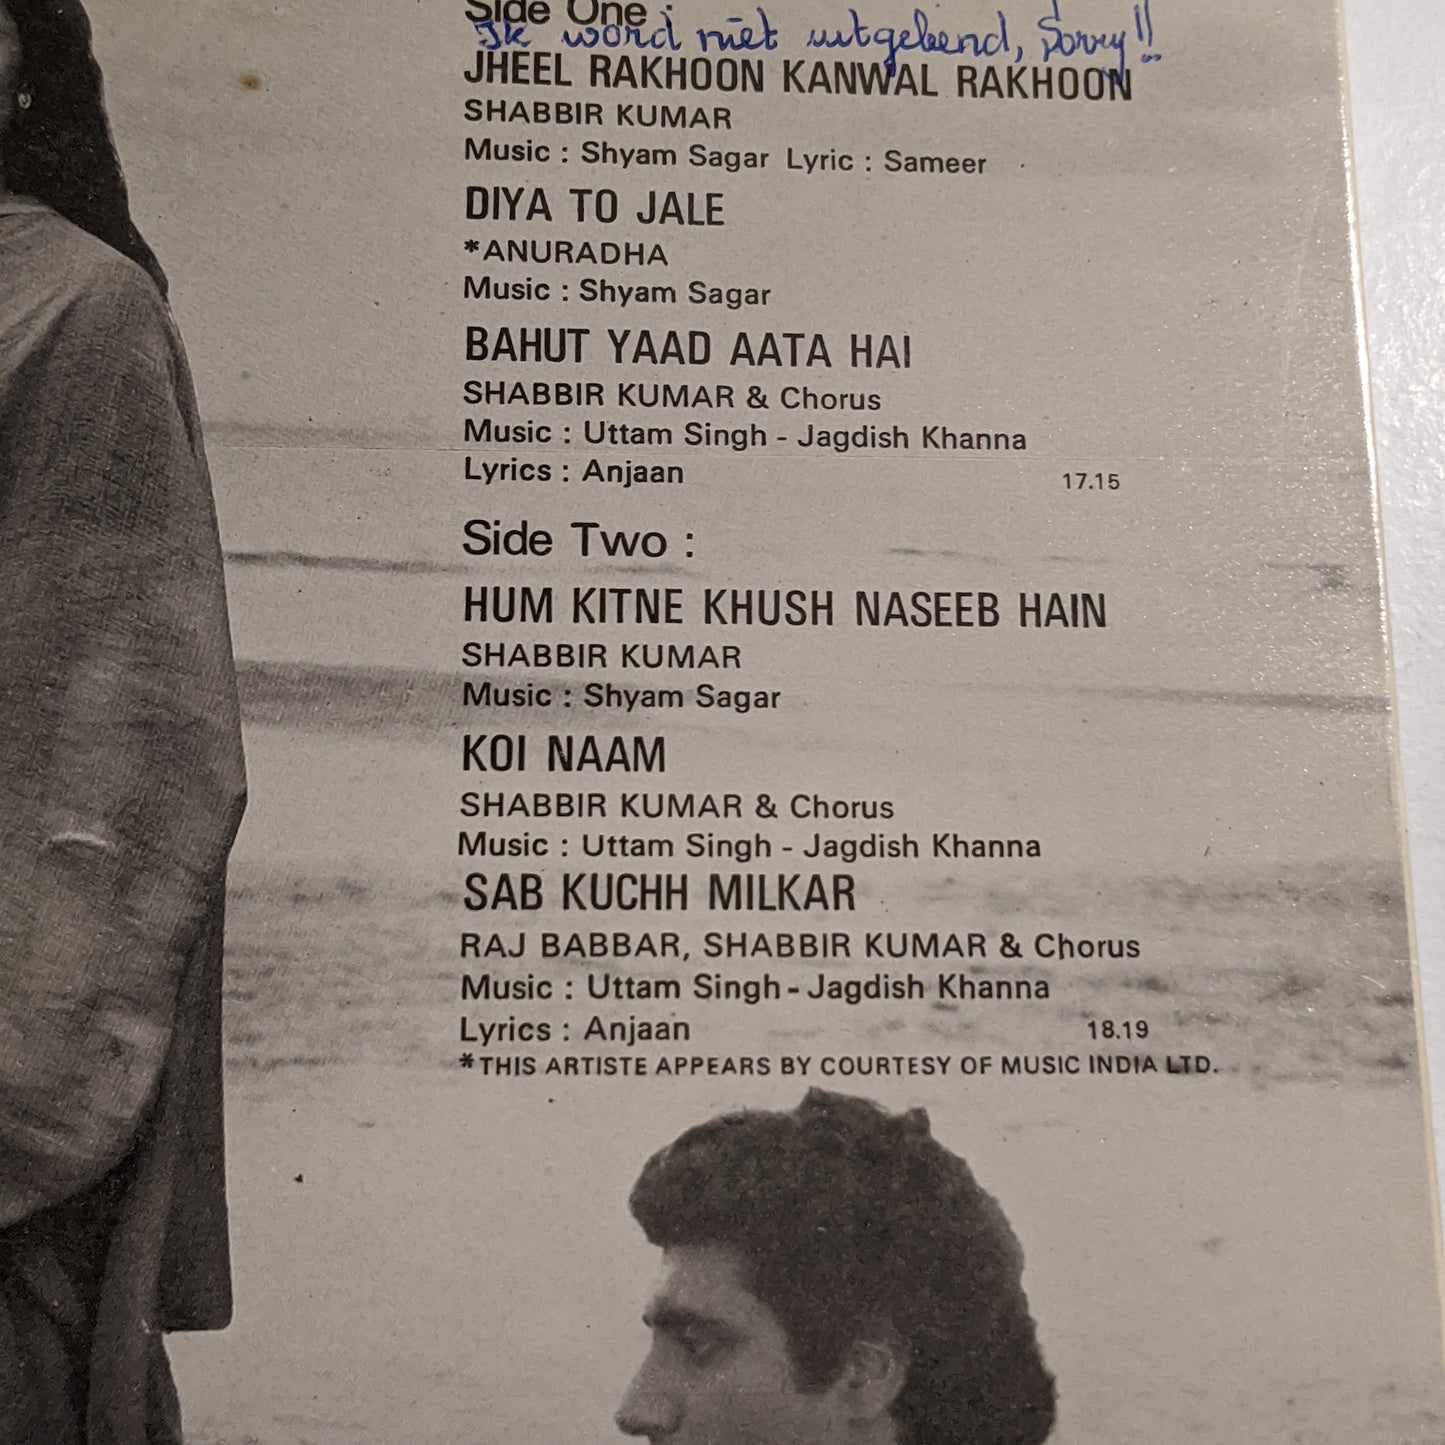 Side One :
Ik word niet uitgeleend, Sorry!!
JHEEL RAKHOON KANWAL RAKHOON
SHABBIR KUMAR
Music : Shyam Sagar Lyric : Sameer
DIYA TO JALE
*ANURADHA
Music : Shyam Sagar
BAHUT YAAD AATA HAI
SHABBIR KUMAR & Chorus
Music : Uttam Singh - Jagdish Khanna
Lyrics : Anjaan 17.15
Side Two :
HUM KITNE KHUSH NASEEB HAIN
SHABBIR KUMAR
Music : Shyam Sagar
KOI NAAM
SHABBIR KUMAR & Chorus
Music : Uttam Singh - Jagdish Khanna
SAB KUCHH MILKAR
RAJ BABBAR, SHABBIR KUMAR & Chorus
Music : Uttam Singh - Jagdish Khanna
Lyrics : Anjaan 18.19
*THIS ARTISTE APPEARS BY COURTESY OF MUSIC INDIA LTD.